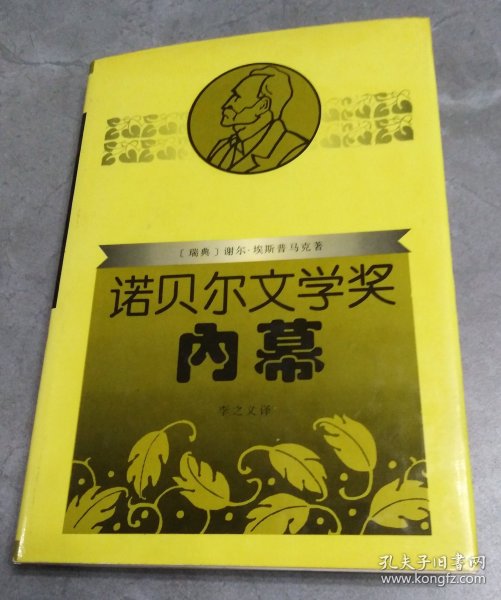 〔瑞典〕谢尔·埃斯普马克著
诺贝尔文学奖
内幕
李之义译
孔夫子旧书网
www.kongfz.com